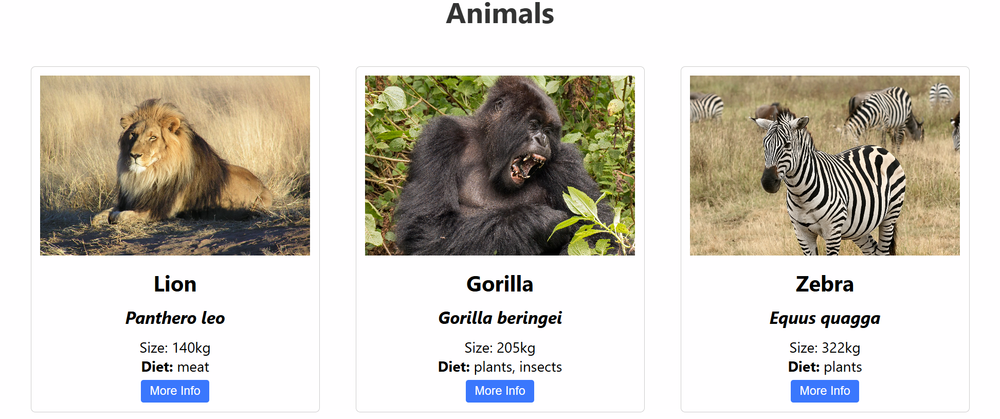 Animals
Lion
Panthero leo
Size: 140kg
Diet: meat
More Info
Gorilla
Gorilla beringei
Size: 205kg
Diet: plants, insects
More Info
Zebra
Equus quagga
Size: 322kg
Diet: plants
More Info